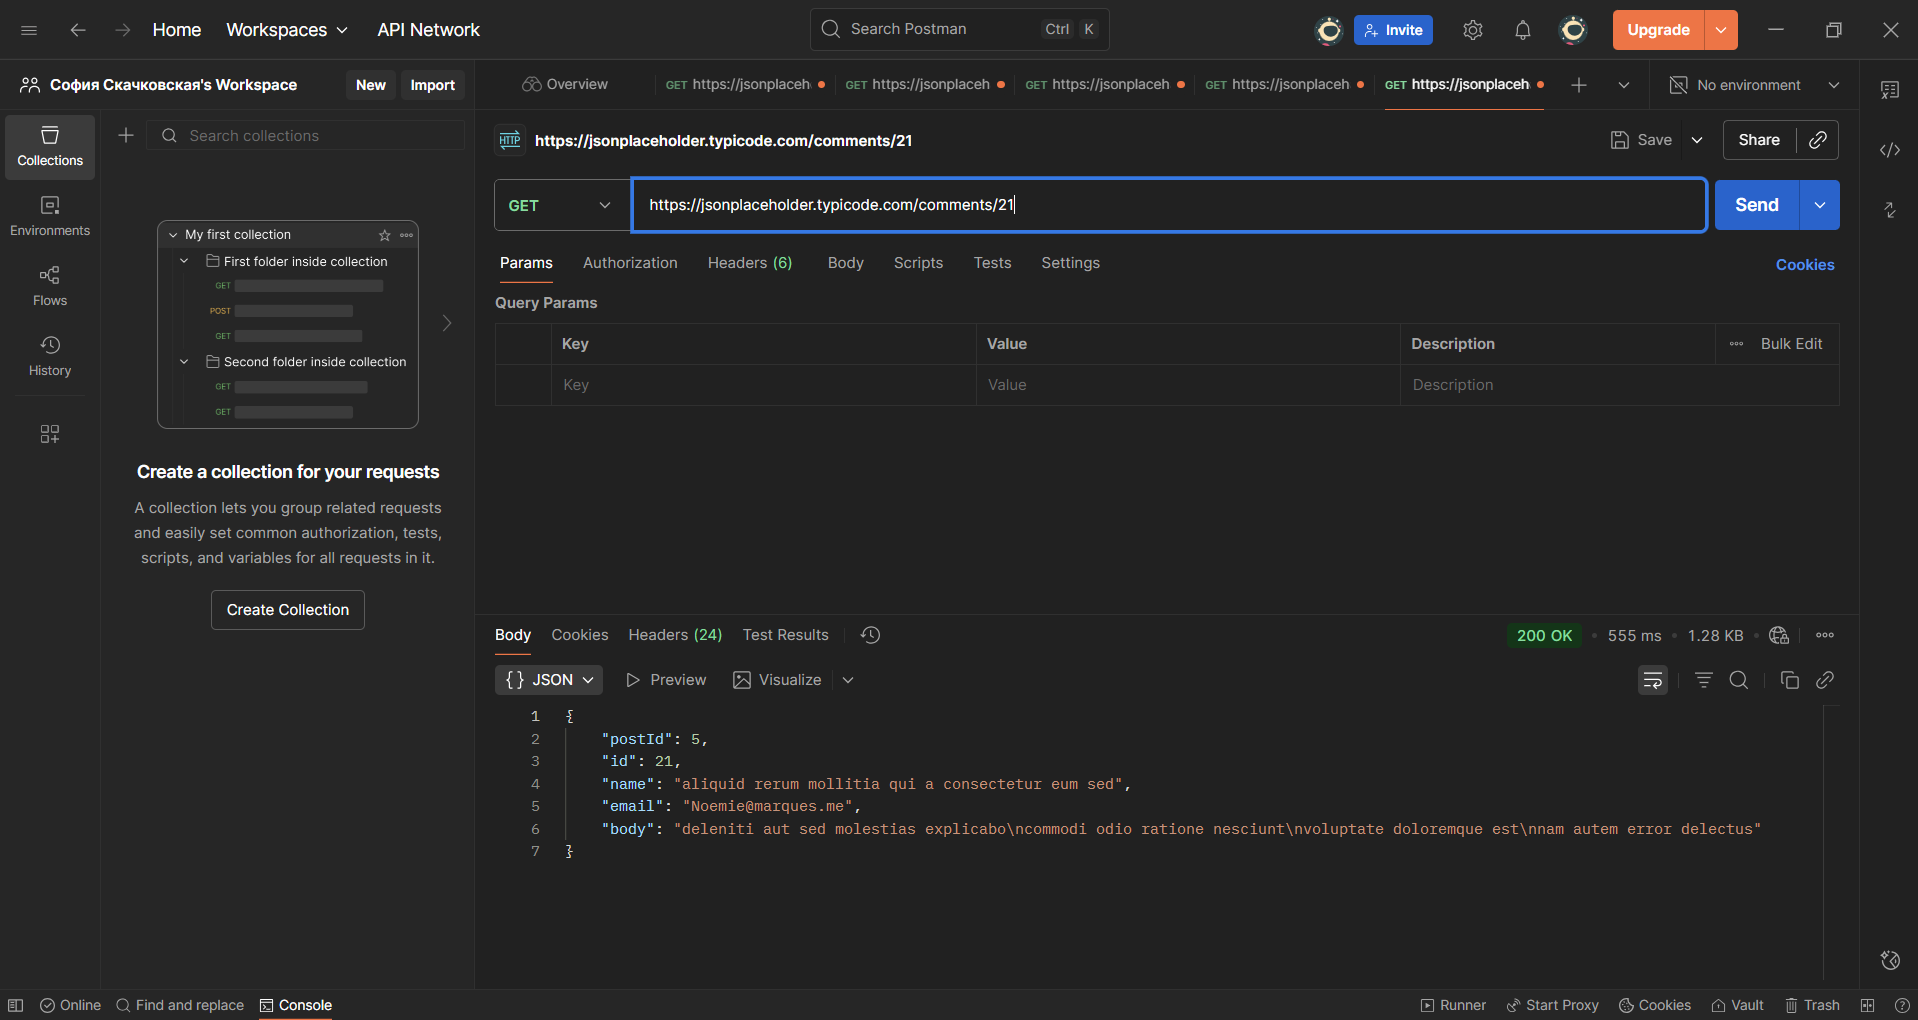 Home Workspaces API Network Search Postman Ctrl K Invite Upgrade
София Скачковская's Workspace New Import Overview GET https://jsonplaceh GET https://jsonplaceh GET https://jsonplaceh GET https://jsonplaceh GET https://jsonplaceh No environment
Collections
Search collections
Environments
Flows
History
My first collection
First folder inside collection
GET
POST
GET
Second folder inside collection
GET
GET
Create a collection for your requests
A collection lets you group related requests
and easily set common authorization, tests,
scripts, and variables for all requests in it.
Create Collection
HTTP https://jsonplaceholder.typicode.com/comments/21 Save Share
GET https://jsonplaceholder.typicode.com/comments/21 Send
Params Authorization Headers (6) Body Scripts Tests Settings Cookies
Query Params
Key Value Description Bulk Edit
Key Value Description
Body Cookies Headers (24) Test Results 200 OK 555 ms 1.28 KB
{} JSON Preview Visualize
1 {
2 "postId": 5,
3 "id": 21,
4 "name": "aliquid rerum mollitia qui a consectetur eum sed",
5 "email": "Noemie@marques.me",
6 "body": "deleniti aut sed molestias explicabo\ncommodi odio ratione nesciunt\nvoluptate doloremque est\nnam autem error delectus"
7 }
Online Find and replace Console Runner Start Proxy Cookies Vault Trash